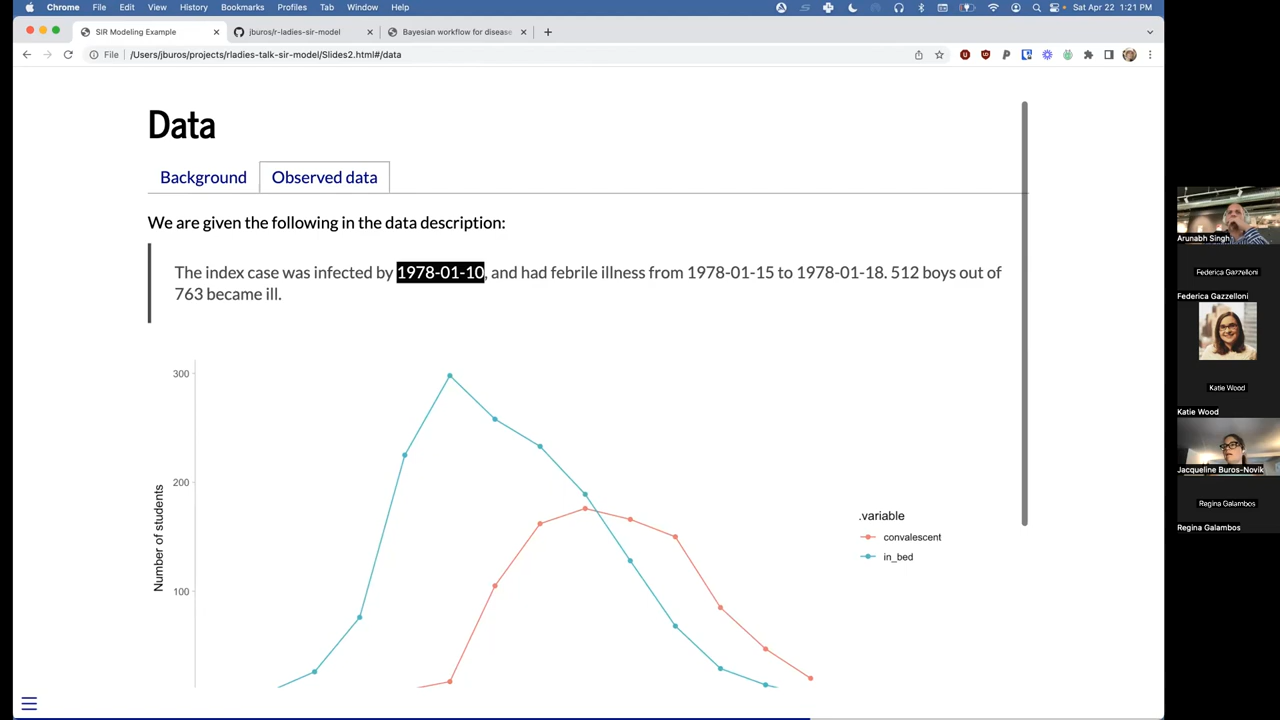 Chrome File Edit View History Bookmarks Profiles Tab Window Help
Sat Apr 22 1:21 PM
SIR Modeling Example
jburos/r-ladies-sir-model
Bayesian workflow for disease
File /Users/jburos/projects/rladies-talk-sir-model/Slides2.html#/data
Data
Background
Observed data
We are given the following in the data description:
The index case was infected by 1978-01-10, and had febrile illness from 1978-01-15 to 1978-01-18. 512 boys out of
763 became ill.
300
200
100
Number of students
.variable
convalescent
in_bed
Arunabh Singh
Federica Gazzelloni
Federica Gazzelloni
Katie Wood
Katie Wood
Jacqueline Buros-Novik
Regina Galambos
Regina Galambos